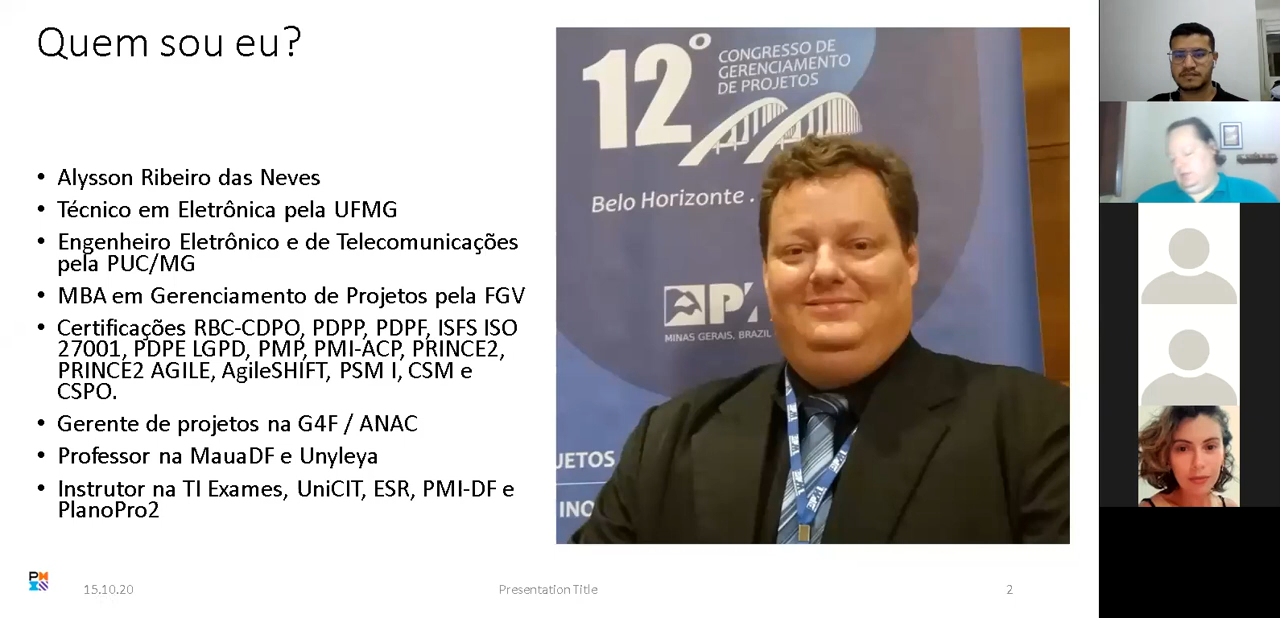 Quem sou eu?
• Alysson Ribeiro das Neves
• Técnico em Eletrônica pela UFMG
• Engenheiro Eletrônico e de Telecomunicações
pela PUC/MG
• MBA em Gerenciamento de Projetos pela FGV
• Certificações RBC-CDPO, PDPP, PDPF, ISFS ISO
27001, PDPE LGPD, PMP, PMI-ACP, PRINCE2,
PRINCE2 AGILE, AgileSHIFT, PSM I, CSM e
CSPO.
• Gerente de projetos na G4F / ANAC
• Professor na MauaDF e Unyleya
• Instrutor na TI Exames, UniCIT, ESR, PMI-DF e
PlanoPro2
12º
CONGRESSO DE
GERENCIAMENTO
DE PROJETOS
Belo Horizonte .
MINAS GERAIS, BRAZIL
JETOS
INO
15.10.20
Presentation Title
2